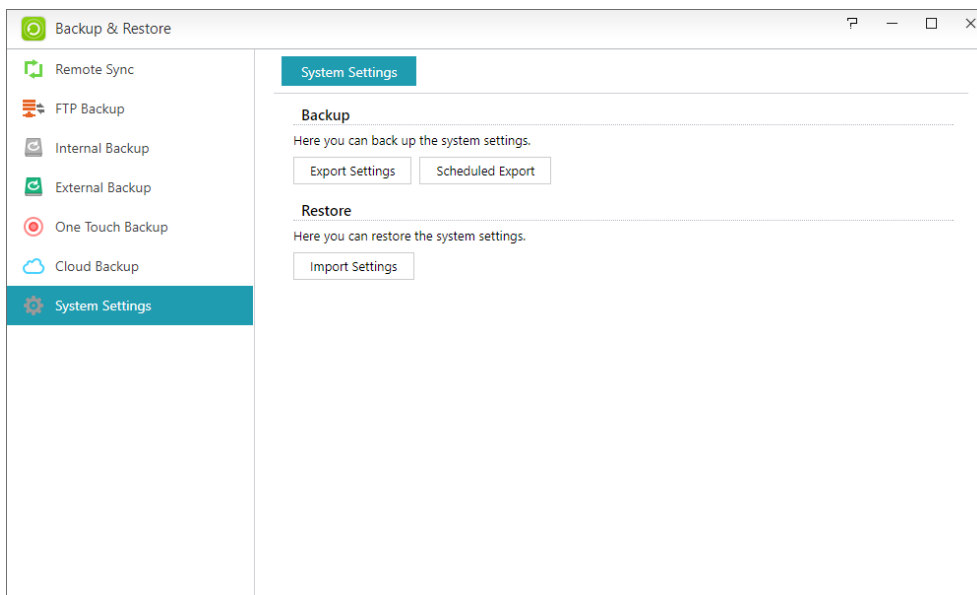 Backup & Restore
Remote Sync
FTP Backup
Internal Backup
External Backup
One Touch Backup
Cloud Backup
System Settings
System Settings
Backup
Here you can back up the system settings.
Export Settings Scheduled Export
Restore
Here you can restore the system settings.
Import Settings